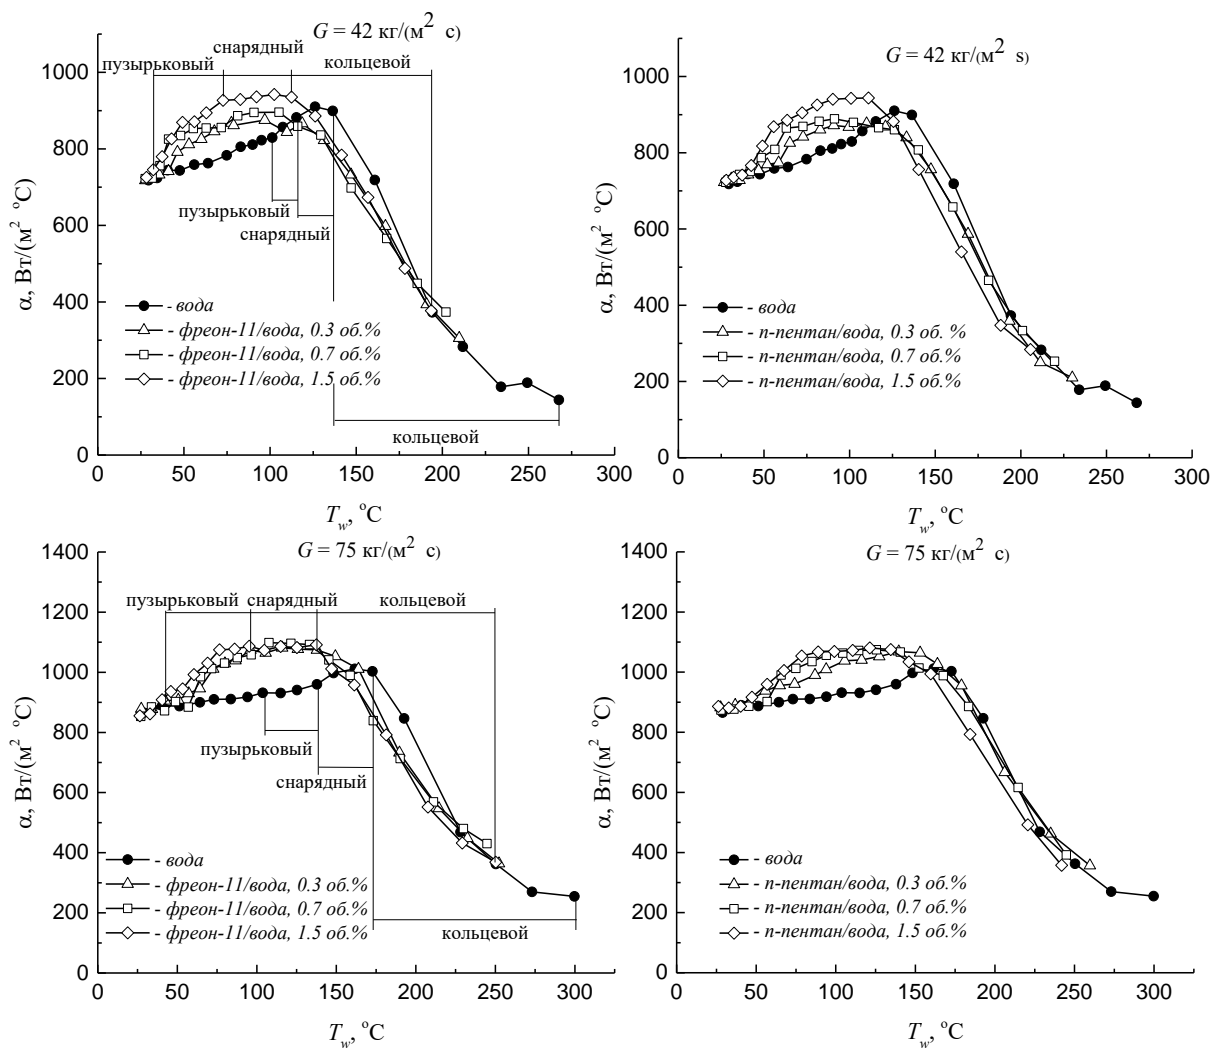 G = 42 кг/(м² с)
снарядный
пузырьковый
кольцевой
1000
800
600
400
200
0
α, Вт/(м² °C)
пузырьковый
снарядный
- вода
- фреон-11/вода, 0.3 об.%
- фреон-11/вода, 0.7 об.%
- фреон-11/вода, 1.5 об.%
кольцевой
0 50 100 150 200 250 300
T_w, °C
G = 42 кг/(м² s)
1000
800
600
400
200
0
α, Вт/(м² °C)
- вода
- n-пентан/вода, 0.3 об. %
- n-пентан/вода, 0.7 об.%
- n-пентан/вода, 1.5 об.%
0 50 100 150 200 250 300
T_w, °C
G = 75 кг/(м² с)
1400
1200
1000
800
600
400
200
0
α, Вт/(м² °C)
пузырьковый снарядный кольцевой
пузырьковый
снарядный
- вода
- фреон-11/вода, 0.3 об.%
- фреон-11/вода, 0.7 об.%
- фреон-11/вода, 1.5 об.%
кольцевой
0 50 100 150 200 250 300
T_w, °C
G = 75 кг/(м² с)
1400
1200
1000
800
600
400
200
0
α, Вт/(м² °C)
- вода
- n-пентан/вода, 0.3 об.%
- n-пентан/вода, 0.7 об.%
- n-пентан/вода, 1.5 об.%
0 50 100 150 200 250 300
T_w, °C